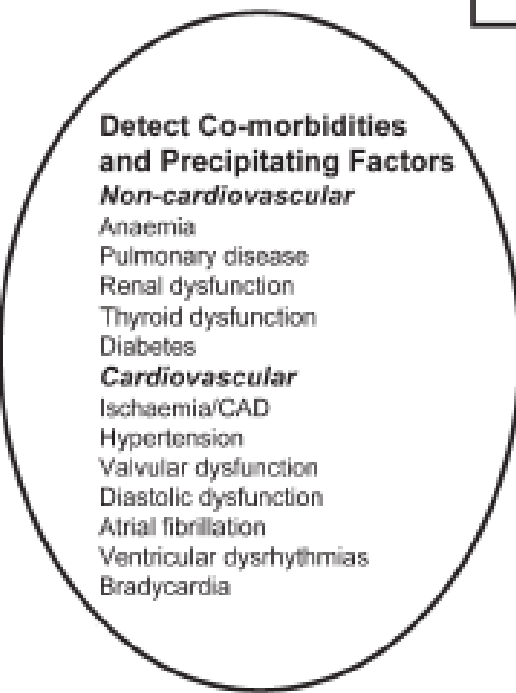 Detect Co-morbidities
and Precipitating Factors
Non-cardiovascular
Anaemia
Pulmonary disease
Renal dysfunction
Thyroid dysfunction
Diabetes
Cardiovascular
Ischaemia/CAD
Hypertension
Valvular dysfunction
Diastolic dysfunction
Atrial fibrillation
Ventricular dysrhythmias
Bradycardia